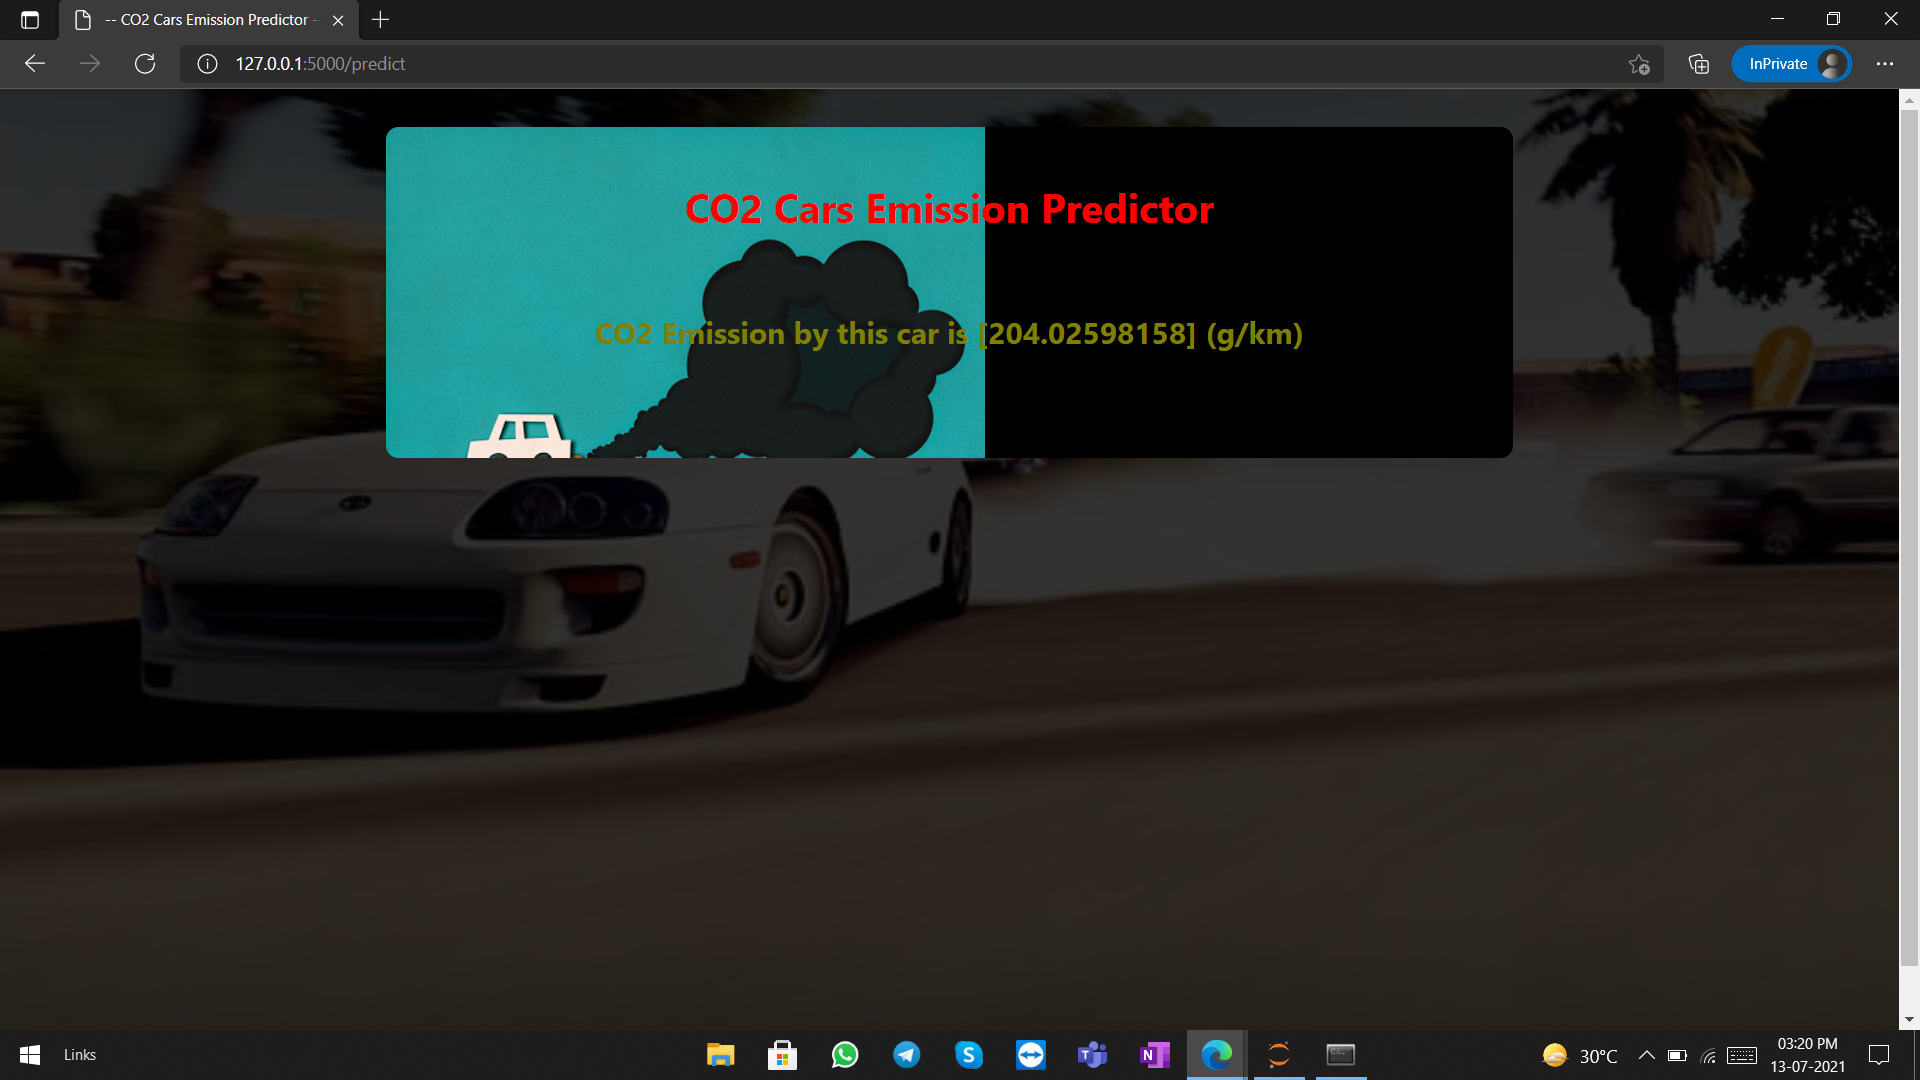 -- CO2 Cars Emission Predictor -
127.0.0.1:5000/predict
InPrivate
CO2 Cars Emission Predictor
CO2 Emission by this car is [204.02598158] (g/km)
Links
30°C
03:20 PM
13-07-2021